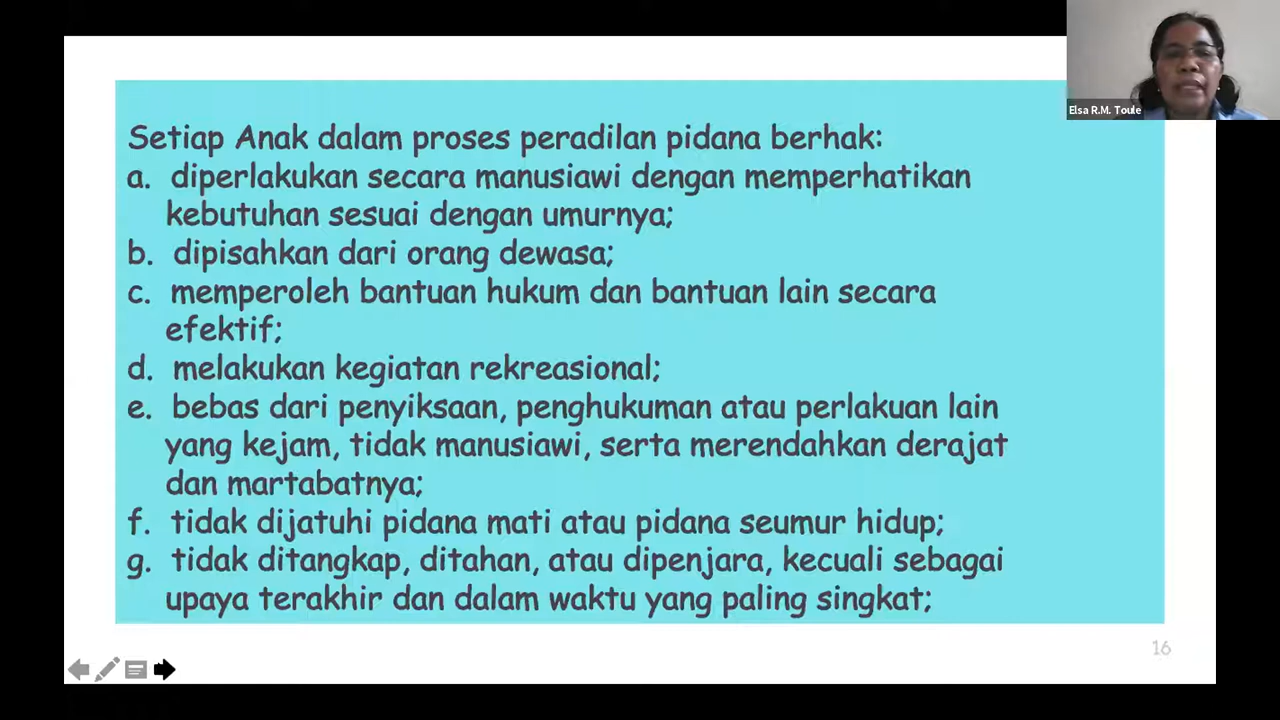 Elsa R.M. Toule
Setiap Anak dalam proses peradilan pidana berhak:
a. diperlakukan secara manusiawi dengan memperhatikan
kebutuhan sesuai dengan umurnya;
b. dipisahkan dari orang dewasa;
c. memperoleh bantuan hukum dan bantuan lain secara
efektif;
d. melakukan kegiatan rekreasional;
e. bebas dari penyiksaan, penghukuman atau perlakuan lain
yang kejam, tidak manusiawi, serta merendahkan derajat
dan martabatnya;
f. tidak dijatuhi pidana mati atau pidana seumur hidup;
g. tidak ditangkap, ditahan, atau dipenjara, kecuali sebagai
upaya terakhir dan dalam waktu yang paling singkat;
16